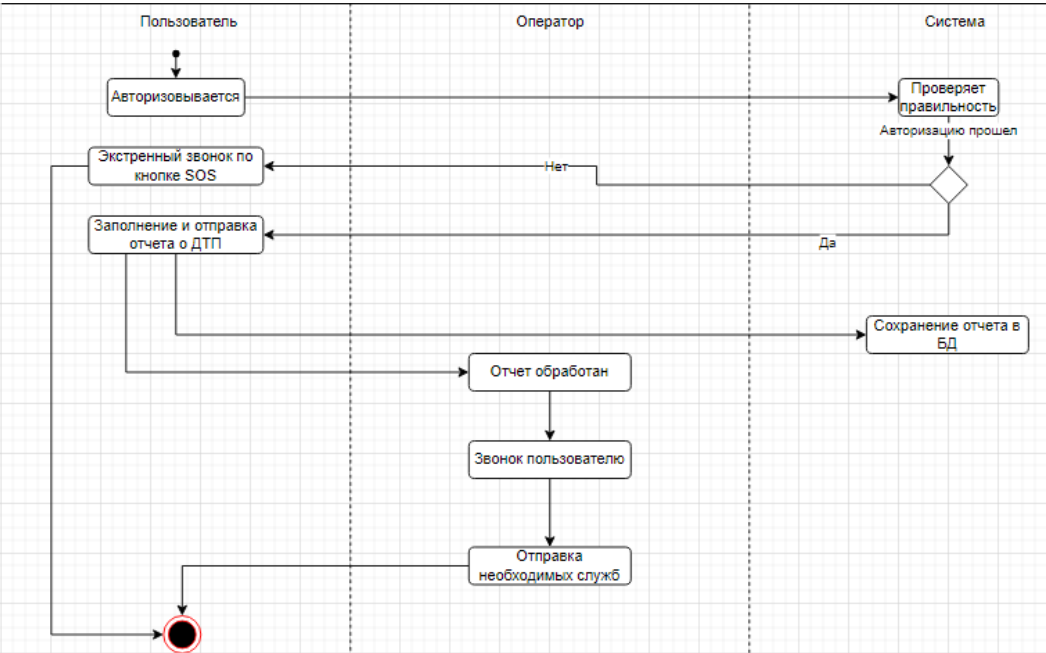 Пользователь
Оператор
Система
Авторизовывается
Проверяет
правильность
Авторизацию прошел
Экстренный звонок по
кнопке SOS
Нет
Заполнение и отправка
отчета о ДТП
Да
Сохранение отчета в
БД
Отчет обработан
Звонок пользователю
Отправка
необходимых служб